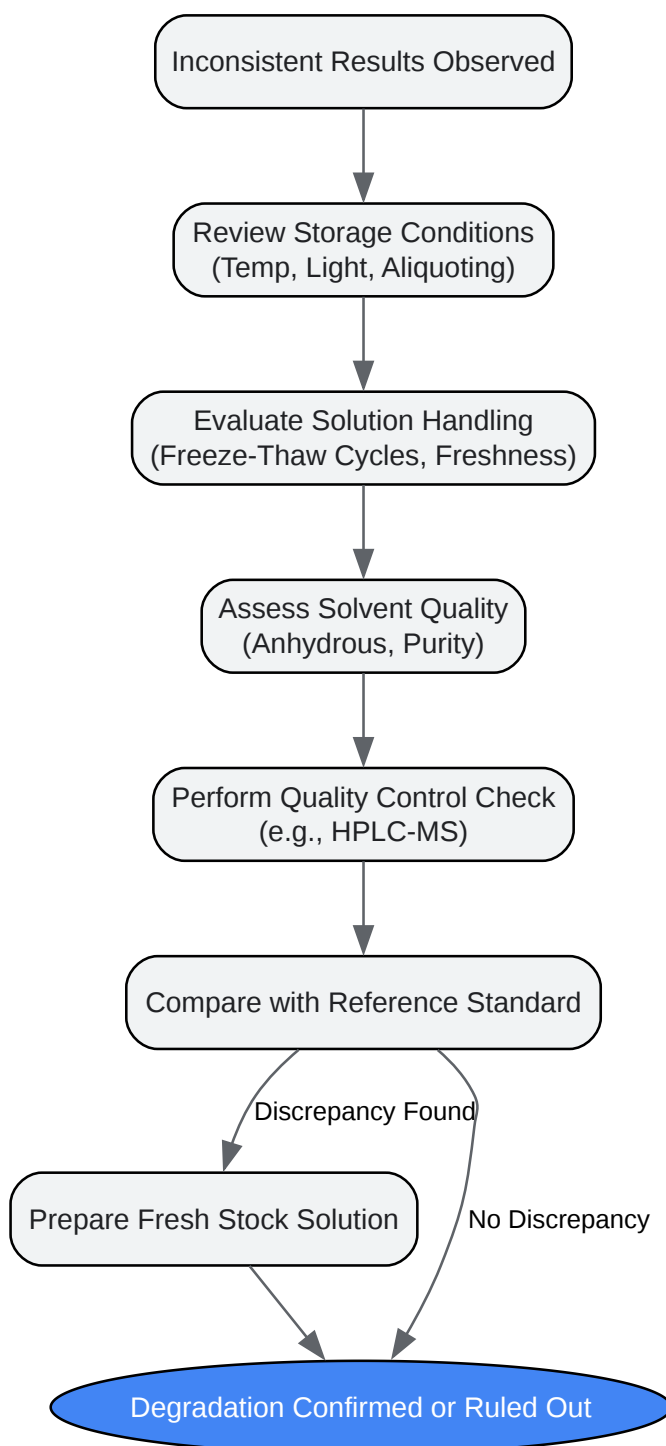 Inconsistent Results Observed
Review Storage Conditions
(Temp, Light, Aliquoting)
Evaluate Solution Handling
(Freeze-Thaw Cycles, Freshness)
Assess Solvent Quality
(Anhydrous, Purity)
Perform Quality Control Check
(e.g., HPLC-MS)
Compare with Reference Standard
Discrepancy Found
Prepare Fresh Stock Solution
No Discrepancy
Degradation Confirmed or Ruled Out